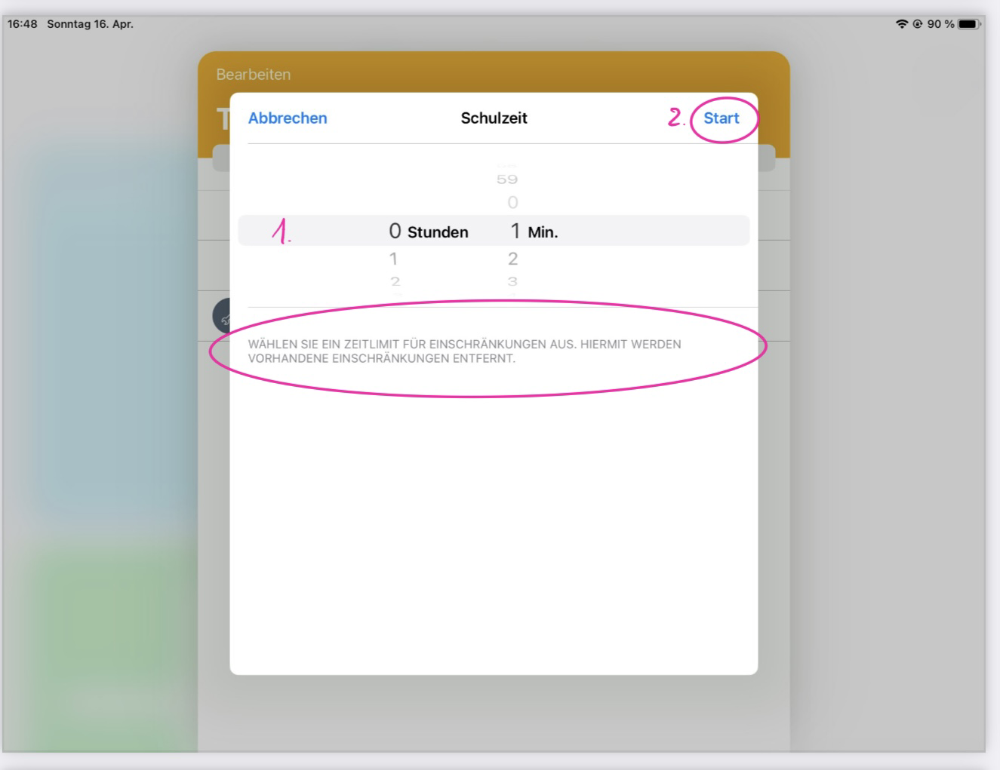 16:48 Sonntag 16. Apr.
90 %
Bearbeiten
T
Abbrechen
Schulzeit
2.
Start
59
0
1.
0 Stunden
1 Min.
1
2
2
3
WÄHLEN SIE EIN ZEITLIMIT FÜR EINSCHRÄNKUNGEN AUS. HIERMIT WERDEN
VORHANDENE EINSCHRÄNKUNGEN ENTFERNT.